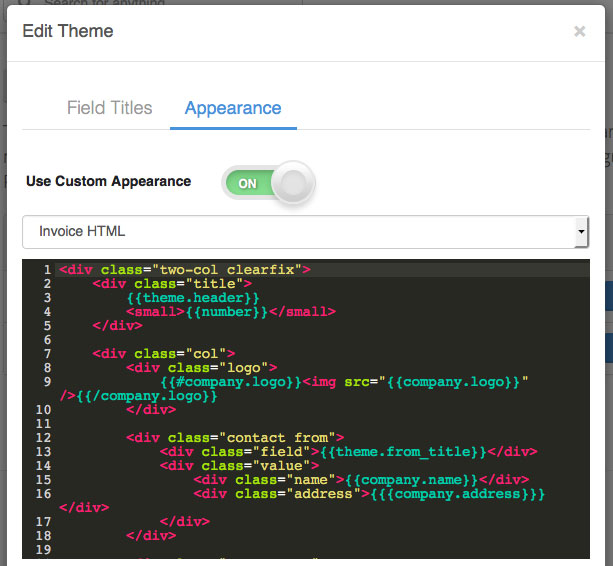 Search for anything
Edit Theme ×
Field Titles Appearance
Use Custom Appearance ON
Invoice HTML
1 <div class="two-col clearfix">
2 <div class="title">
3 {{theme.header}}
4 <small>{{number}}</small>
5 </div>
6
7 <div class="col">
8 <div class="logo">
9 {{#company.logo}}<img src="{{company.logo}}"
/>{{/company.logo}}
10 </div>
11
12 <div class="contact from">
13 <div class="field">{{theme.from_title}}</div>
14 <div class="value">
15 <div class="name">{{company.name}}</div>
16 <div class="address">{{{company.address}}}
</div>
17 </div>
18 </div>
19